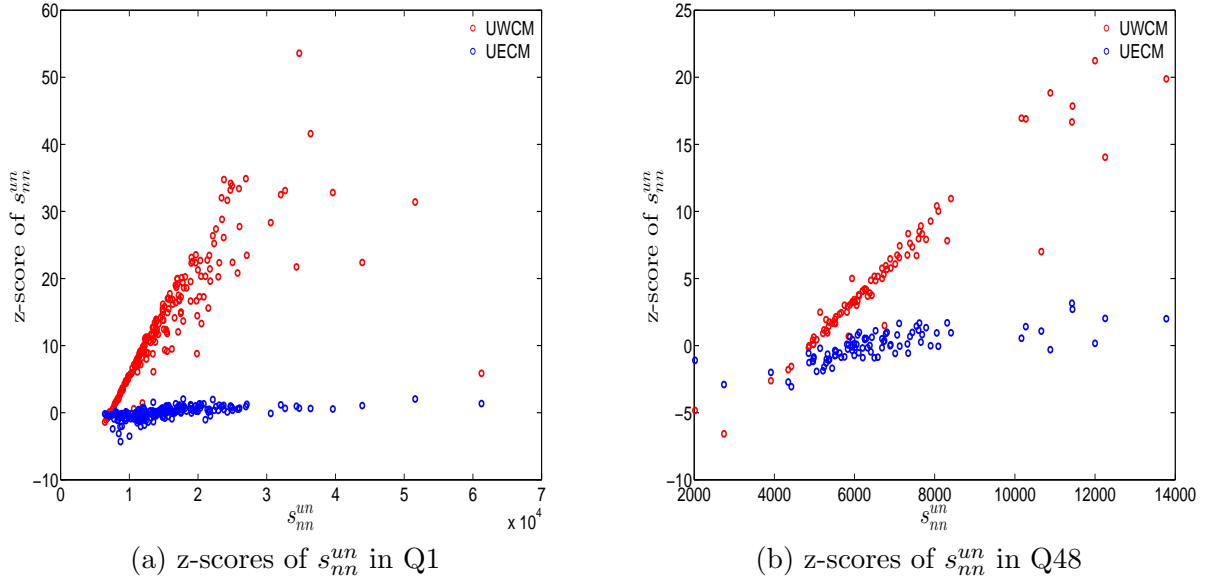 60
50
40
30
20
10
0
−10
z-score of s_{nn}^{un}
0 1 2 3 4 5 6 7
x 10^4
s_{nn}^{un}
UWCM
UECM
(a) z-scores of s_{nn}^{un} in Q1
25
20
15
10
5
0
−5
−10
z-score of s_{nn}^{un}
2000 4000 6000 8000 10000 12000 14000
s_{nn}^{un}
UWCM
UECM
(b) z-scores of s_{nn}^{un} in Q48